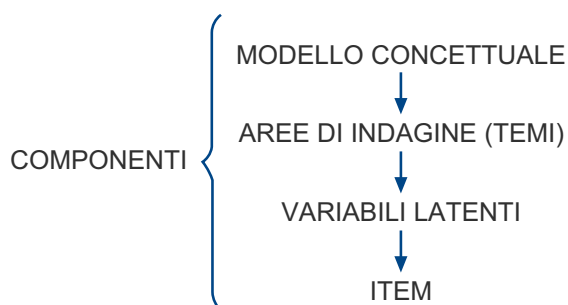 MODELLO CONCETTUALE
AREE DI INDAGINE (TEMI)
COMPONENTI
VARIABILI LATENTI
ITEM